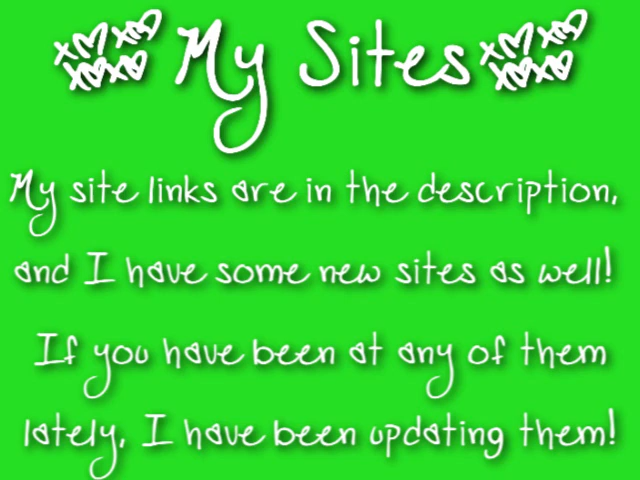 My Sites
My site links are in the description,
and I have some new sites as well!
If you have been at any of them
lately, I have been updating them!